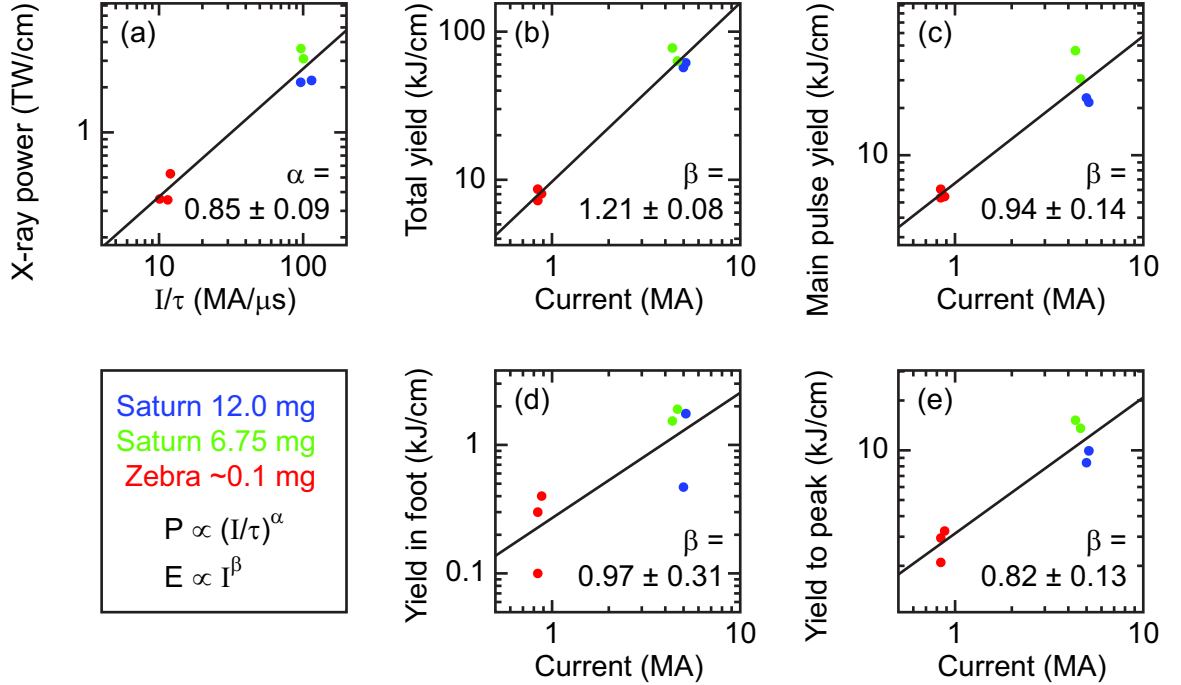 (a)
X-ray power (TW/cm)
1
α =
0.85 ± 0.09
10
100
I/τ (MA/μs)
(b)
Total yield (kJ/cm)
100
10
β =
1.21 ± 0.08
1
10
Current (MA)
(c)
Main pulse yield (kJ/cm)
10
β =
0.94 ± 0.14
1
10
Current (MA)
Saturn 12.0 mg
Saturn 6.75 mg
Zebra ~0.1 mg
P ∝ (I/τ)^α
E ∝ I^β
(d)
Yield in foot (kJ/cm)
1
0.1
β =
0.97 ± 0.31
1
10
Current (MA)
(e)
Yield to peak (kJ/cm)
10
β =
0.82 ± 0.13
1
10
Current (MA)